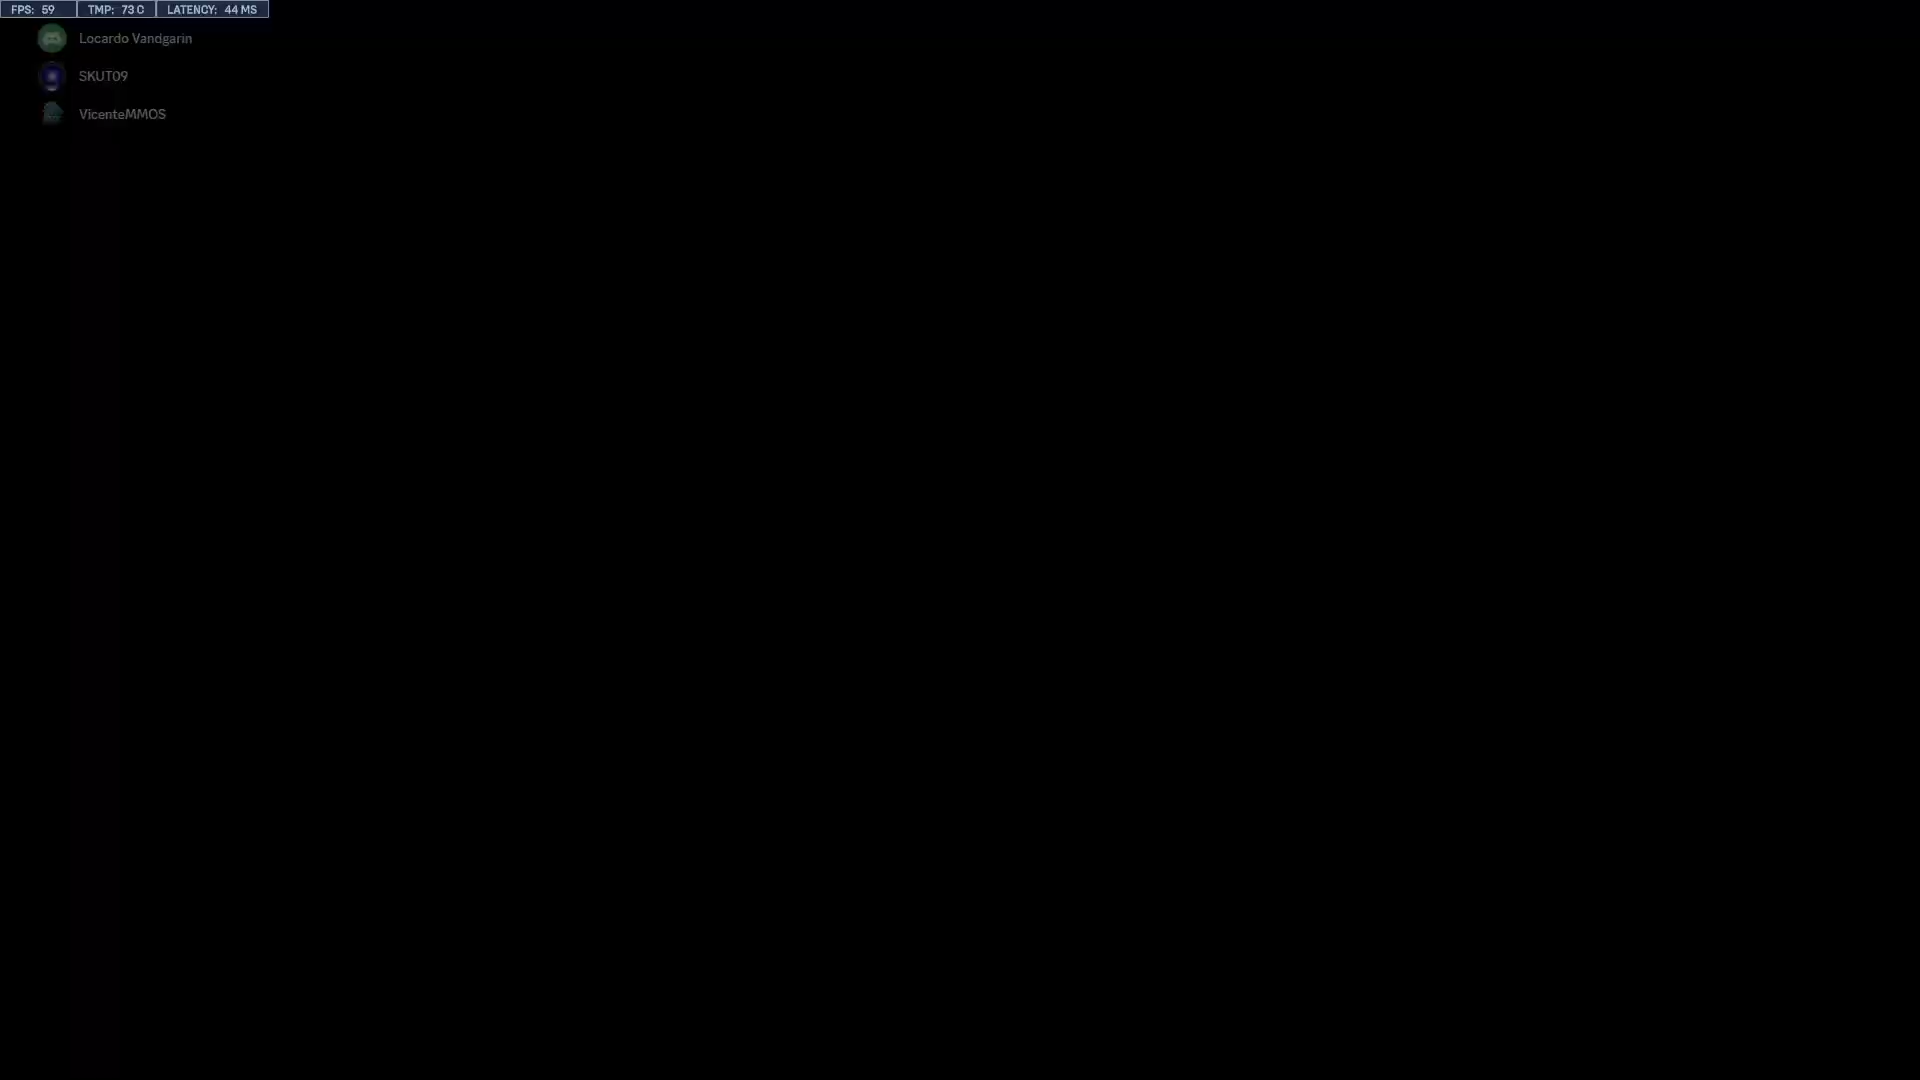 FPS: 59 TMP: 73 C LATENCY: 44 MS
Locardo Vandgarin
SKUT09
VicenteMMOS